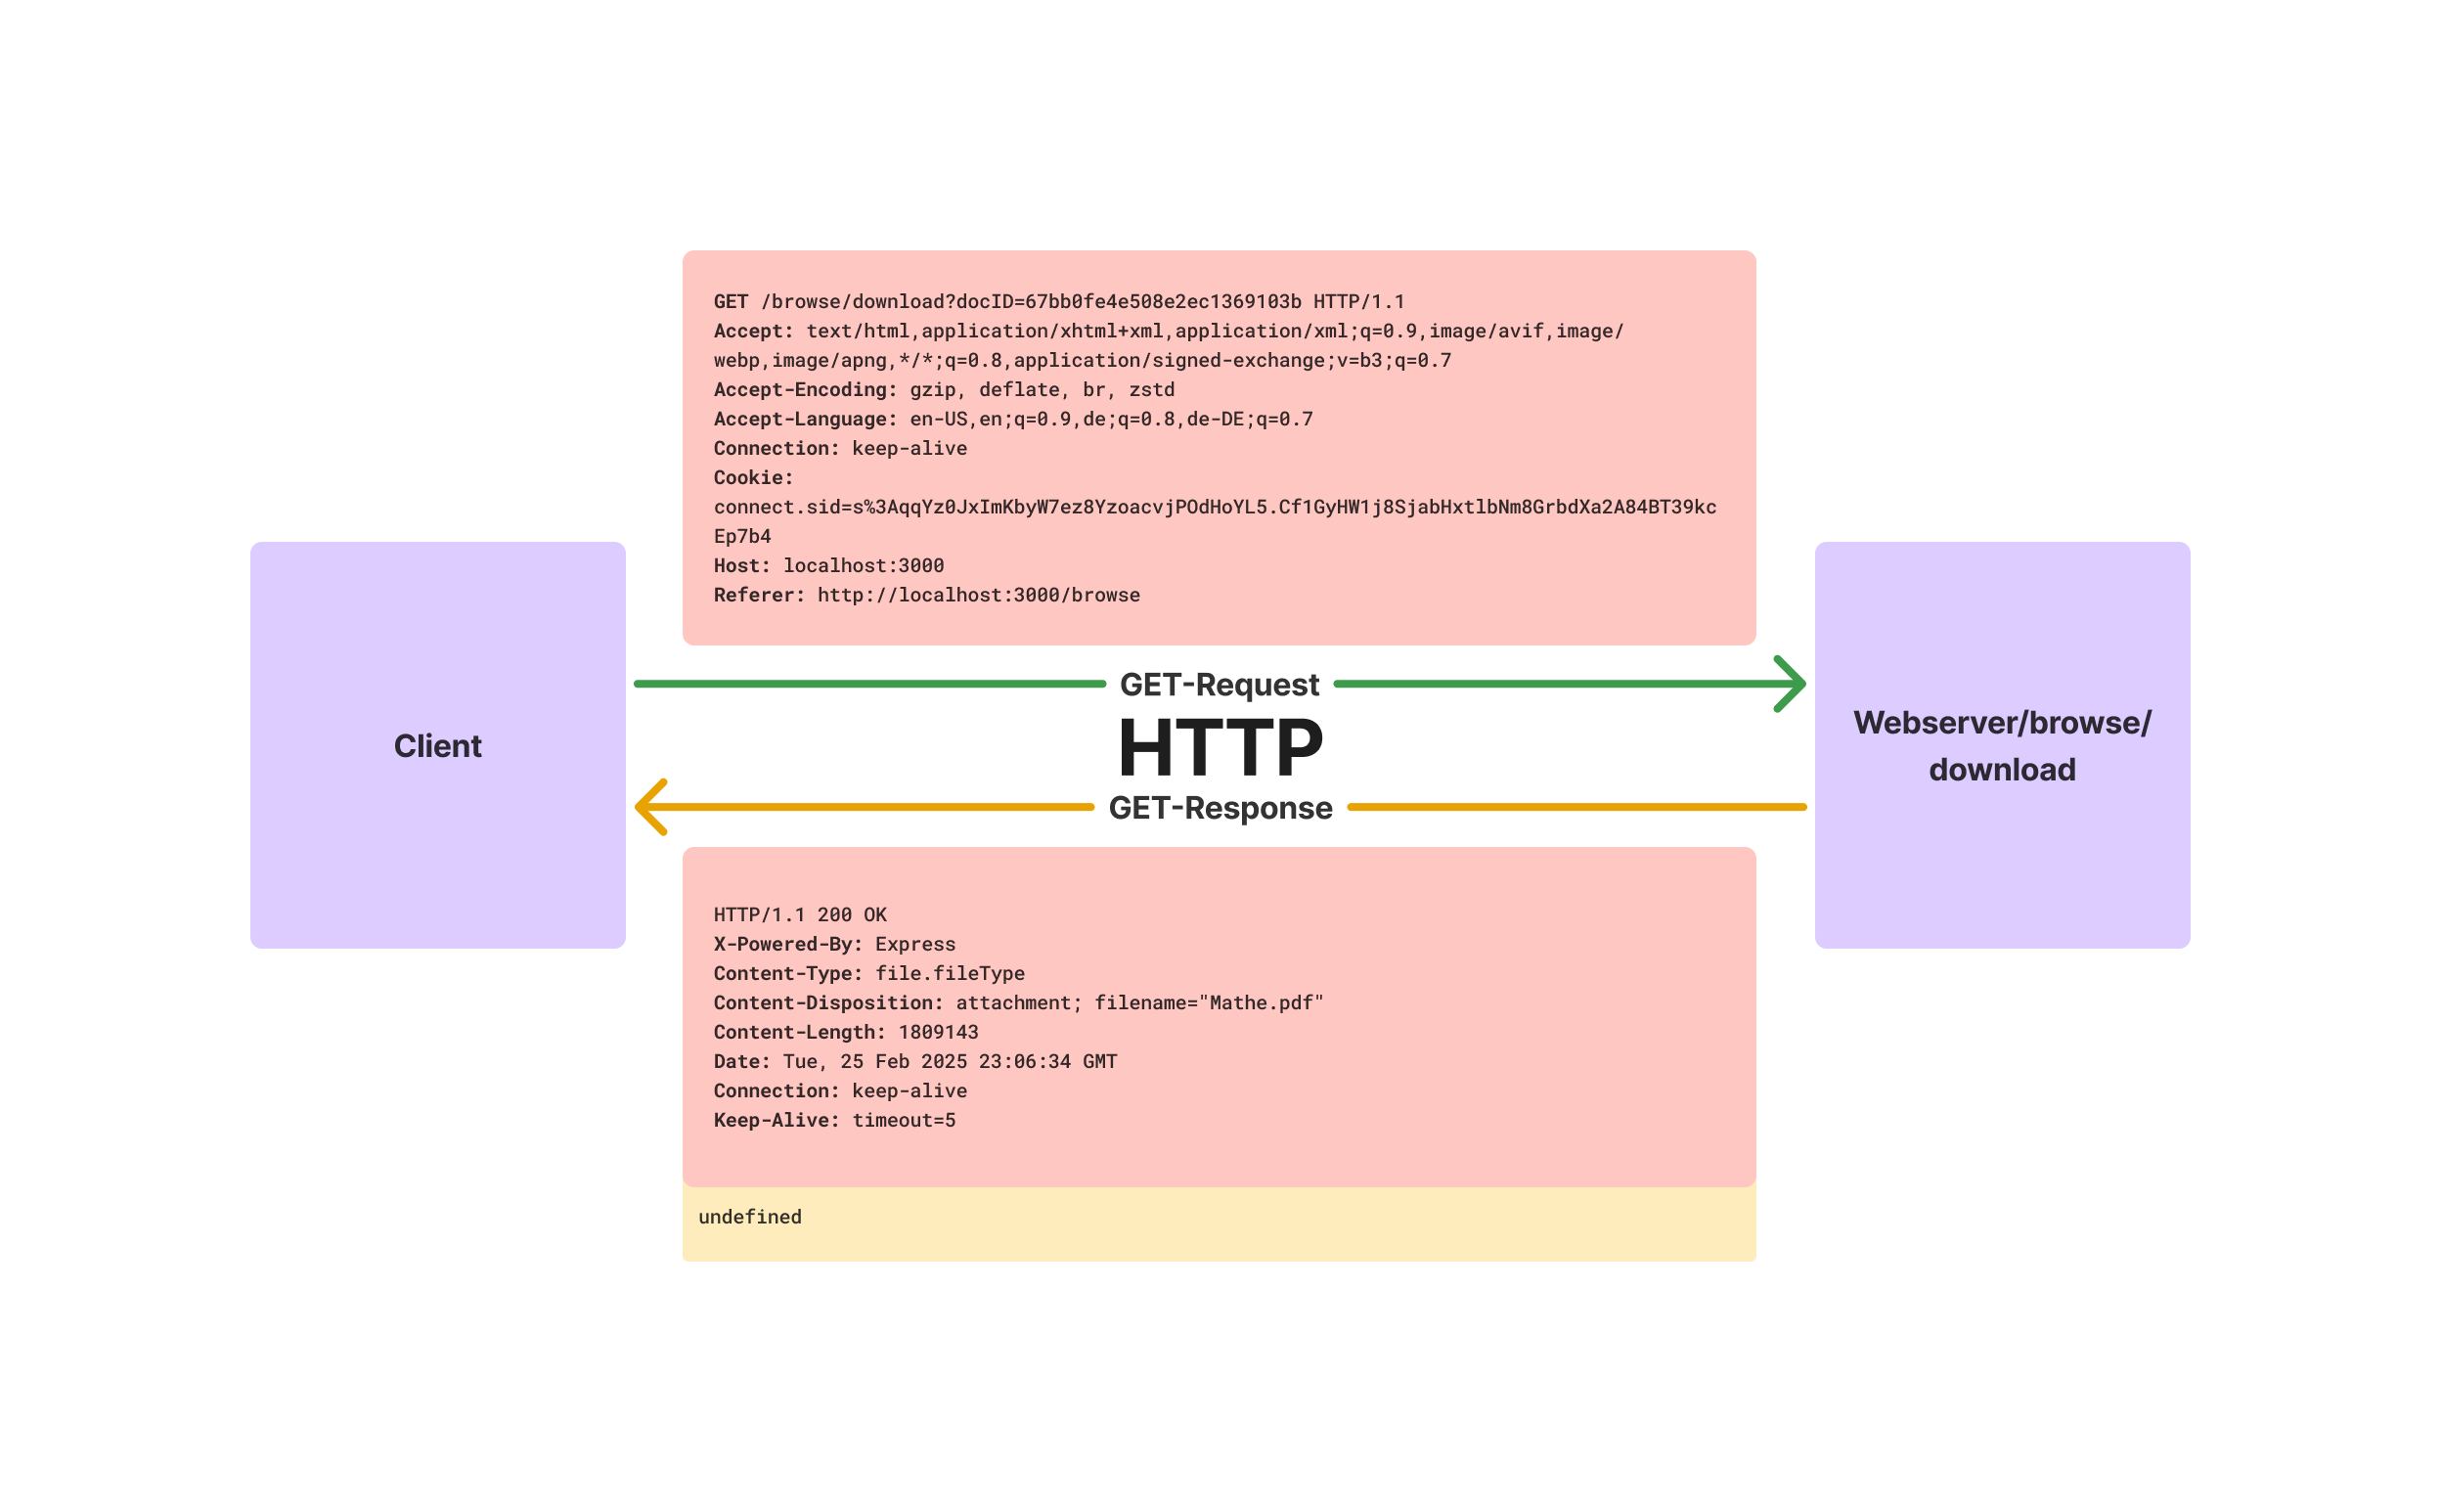 GET /browse/download?docID=67bb0fe4e508e2ec1369103b HTTP/1.1
Accept: text/html,application/xhtml+xml,application/xml;q=0.9,image/avif,image/
webp,image/apng,*/*;q=0.8,application/signed-exchange;v=b3;q=0.7
Accept-Encoding: gzip, deflate, br, zstd
Accept-Language: en-US,en;q=0.9,de;q=0.8,de-DE;q=0.7
Connection: keep-alive
Cookie:
connect.sid=s%3AqqYz0JxImKbyW7ez8YzoacvjPOdHoYL5.Cf1GyHW1j8SjabHxtlbNm8GrbdXa2A84BT39kc
Ep7b4
Host: localhost:3000
Referer: http://localhost:3000/browse
GET-Request
HTTP
GET-Response
Client
Webserver/browse/
download
HTTP/1.1 200 OK
X-Powered-By: Express
Content-Type: file.fileType
Content-Disposition: attachment; filename="Mathe.pdf"
Content-Length: 1809143
Date: Tue, 25 Feb 2025 23:06:34 GMT
Connection: keep-alive
Keep-Alive: timeout=5
undefined